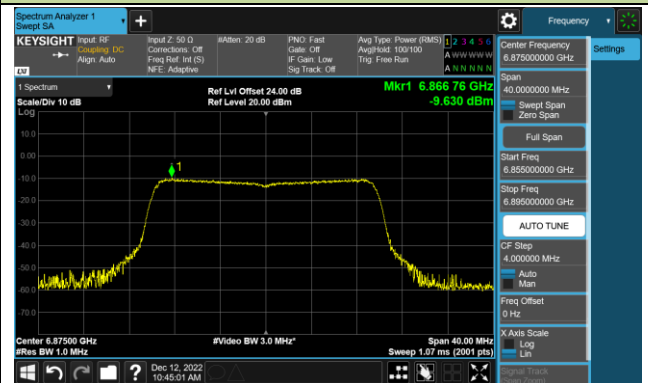 Spectrum Analyzer 1
Swept SA
+
Frequency
KEYSIGHT
Input: RF
Coupling: DC
Align: Auto
Input Z: 50 Ω
Corrections: Off
Freq Ref: Int (S)
NFE: Adaptive
#Atten: 20 dB
PNO: Fast
Gate: Off
IF Gain: Low
Sig Track: Off
Avg Type: Power (RMS)
Avg|Hold: 100/100
Trig: Free Run
1 2 3 4 5 6
A W W W W W
A N N N N N
LXI
1 Spectrum
Scale/Div 10 dB
Log
Ref Lvl Offset 24.00 dB
Ref Level 20.00 dBm
Mkr1 6.866 76 GHz
-9.630 dBm
10.0
0.00
-10.0
-20.0
-30.0
-40.0
-50.0
-60.0
-70.0
1
Center 6.87500 GHz
#Res BW 1.0 MHz
#Video BW 3.0 MHz*
Span 40.00 MHz
Sweep 1.07 ms (2001 pts)
Dec 12, 2022
10:45:01 AM
?
Center Frequency
6.875000000 GHz
Settings
Span
40.0000000 MHz
Swept Span
Zero Span
Full Span
Start Freq
6.855000000 GHz
Stop Freq
6.895000000 GHz
AUTO TUNE
CF Step
4.000000 MHz
Auto
Man
Freq Offset
0 Hz
X Axis Scale
Log
Lin
Signal Track